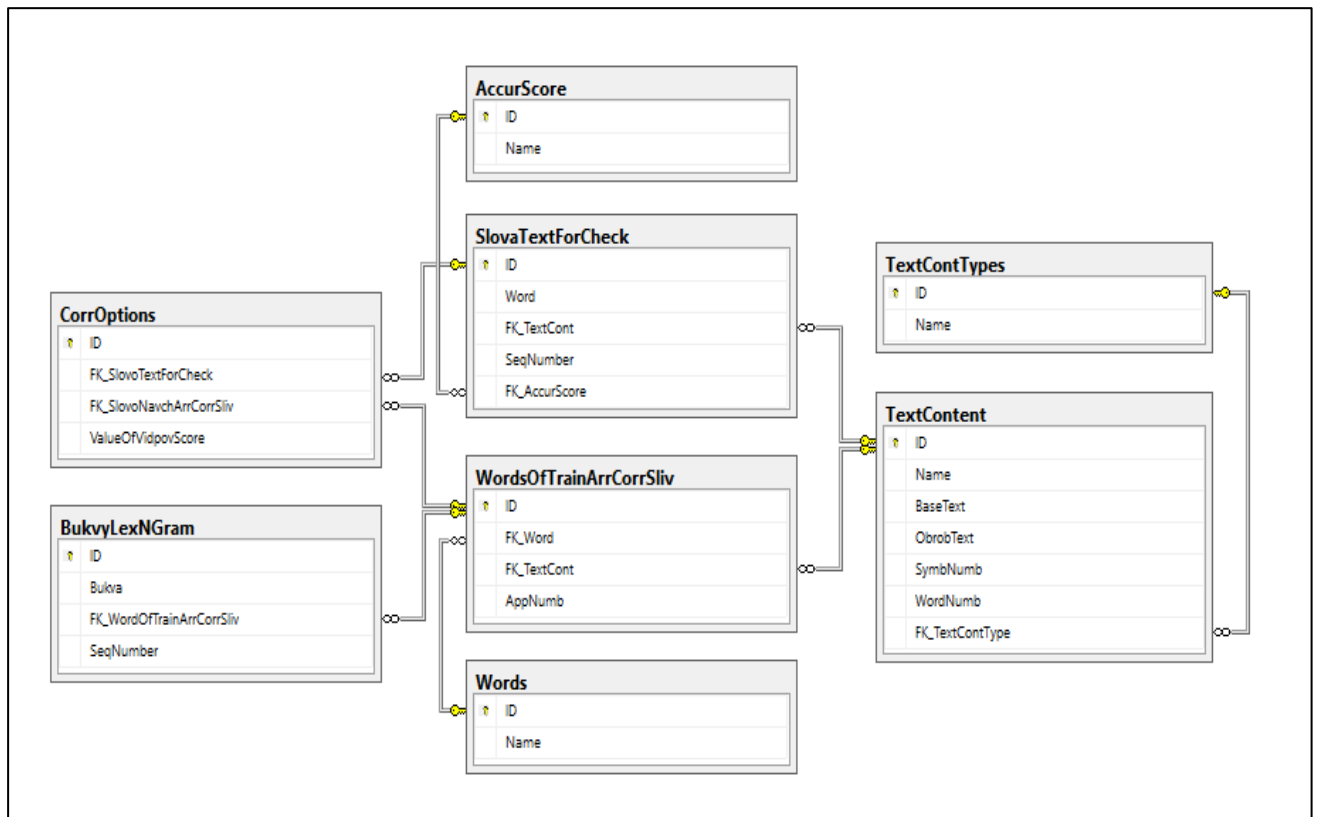 AccurScore
ID
Name
SlovaTextForCheck
ID
Word
FK_TextCont
SeqNumber
FK_AccurScore
TextContTypes
ID
Name
CorrOptions
ID
FK_SlovoTextForCheck
FK_SlovoNavchArrCorrSliv
ValueOfVidpovScore
TextContent
ID
Name
BaseText
ObrobText
SymbNumb
WordNumb
FK_TextContType
WordsOfTrainArrCorrSliv
ID
FK_Word
FK_TextCont
AppNumb
BukvyLexNGram
ID
Bukva
FK_WordOfTrainArrCorrSliv
SeqNumber
Words
ID
Name